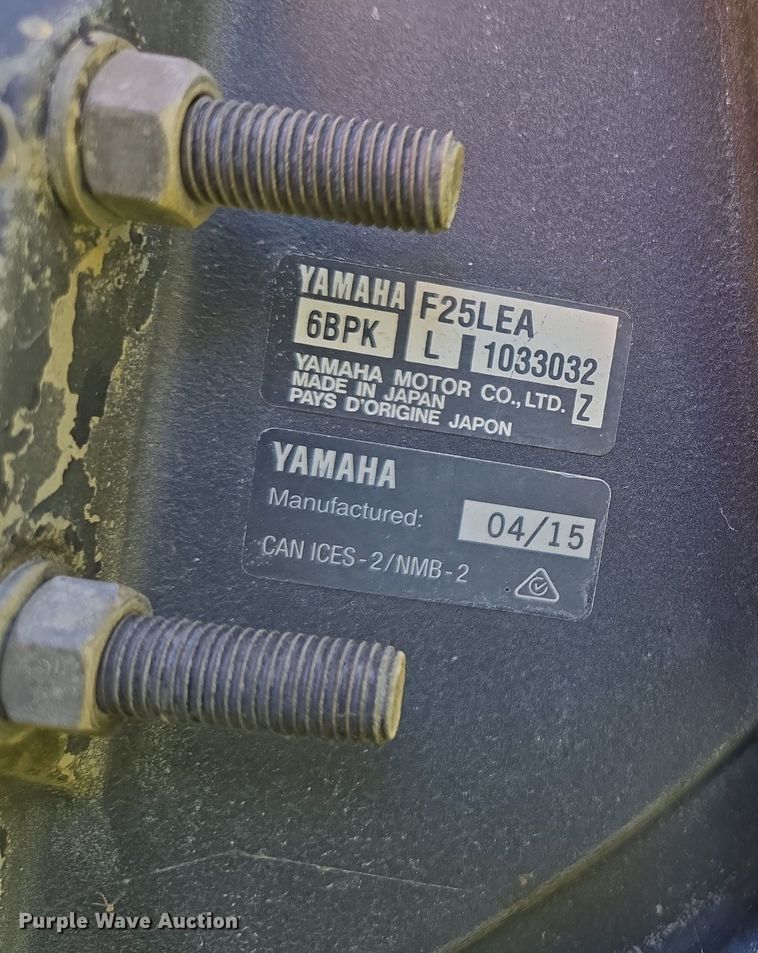 YAMAHA F25LEA
6BPK L 1033032
YAMAHA MOTOR CO., LTD. Z
MADE IN JAPAN
PAYS D'ORIGINE JAPON
YAMAHA
Manufactured: 04/15
CAN ICES-2/NMB-2
Purple Wave Auction